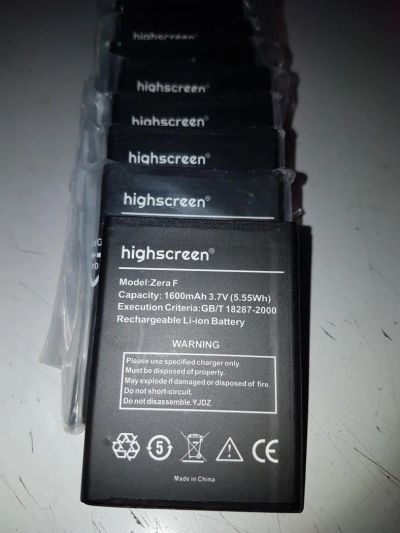 highscreen®
highscreen®
highscreen®
highscreen®
highscreen®
highscreen®
Model:Zera F
Capacity: 1600mAh 3.7V (5.55Wh)
Execution Criteria:GB/T 18287-2000
Rechargeable Li-ion Battery
WARNING
Please use specified charger only.
Must be disposed of properly.
May explode if damaged or disposed of fire.
Do not short-circuit.
Do not disassemble.YJDZ
5
CE
Made in China